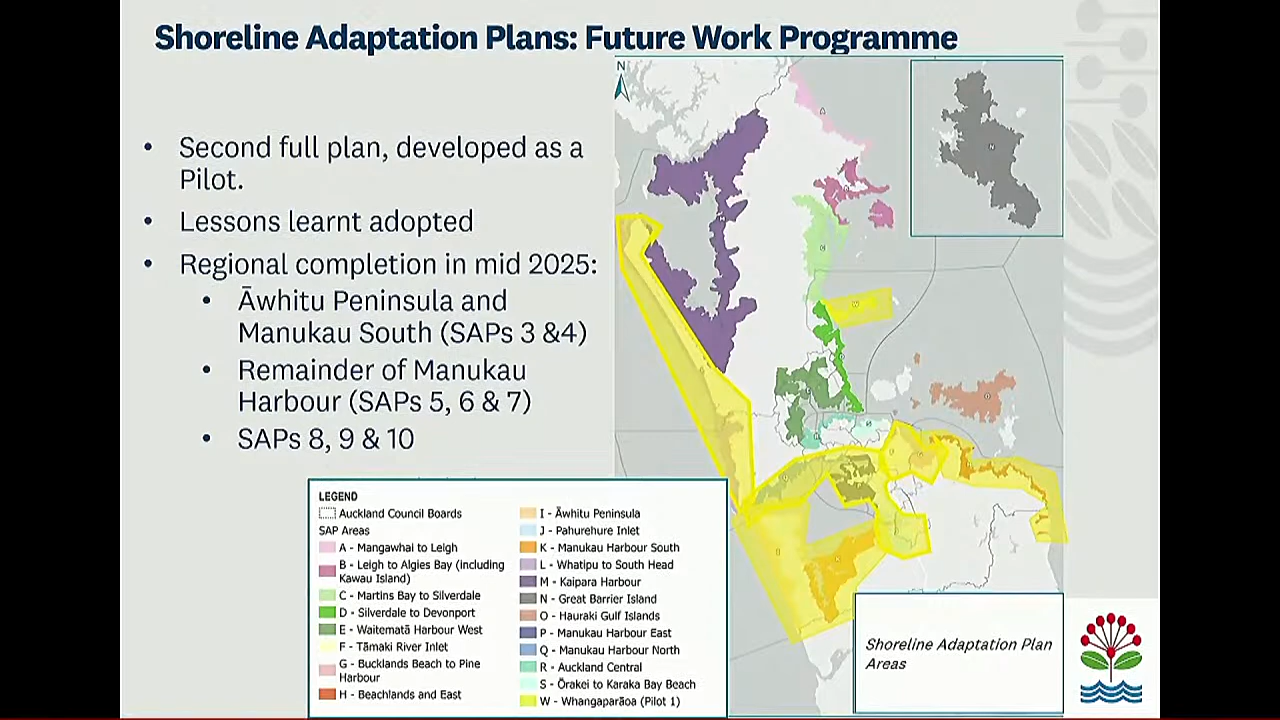 Shoreline Adaptation Plans: Future Work Programme
• Second full plan, developed as a
Pilot.
• Lessons learnt adopted
• Regional completion in mid 2025:
• Āwhitu Peninsula and
Manukau South (SAPs 3 &4)
• Remainder of Manukau
Harbour (SAPs 5, 6 & 7)
• SAPs 8, 9 & 10
N
LEGEND
Auckland Council Boards
SAP Areas
A - Mangawhai to Leigh
B - Leigh to Algies Bay (including
Kawau Island)
C - Martins Bay to Silverdale
D - Silverdale to Devonport
E - Waitematā Harbour West
F - Tāmaki River Inlet
G - Bucklands Beach to Pine
Harbour
H - Beachlands and East
I - Āwhitu Peninsula
J - Pahurehure Inlet
K - Manukau Harbour South
L - Whatipu to South Head
M - Kaipara Harbour
N - Great Barrier Island
O - Hauraki Gulf Islands
P - Manukau Harbour East
Q - Manukau Harbour North
R - Auckland Central
S - Ōrakei to Karaka Bay Beach
W - Whangaparāoa (Pilot 1)
Shoreline Adaptation Plan
Areas